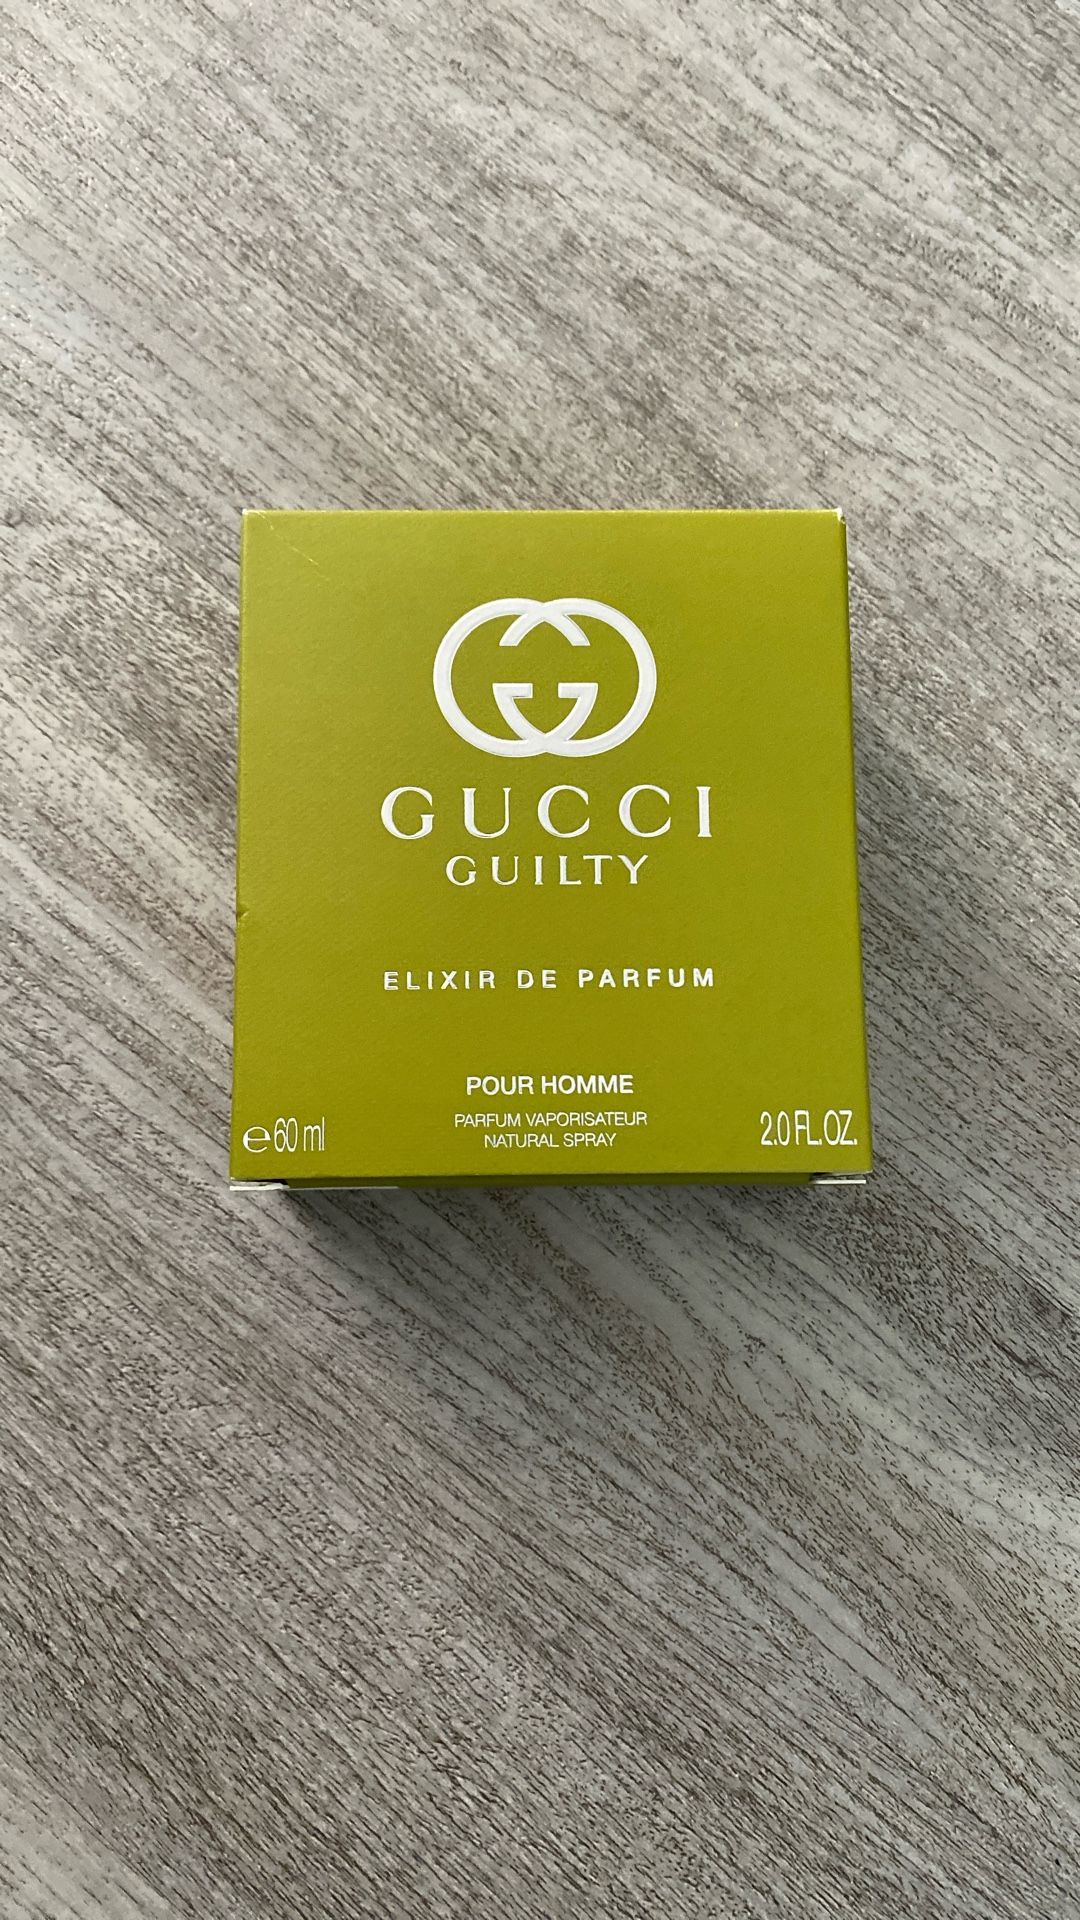 GUCCI
GUILTY
ELIXIR DE PARFUM
POUR HOMME
PARFUM VAPORISATEUR
NATURAL SPRAY
℮60 ml
2.0 FL. OZ.